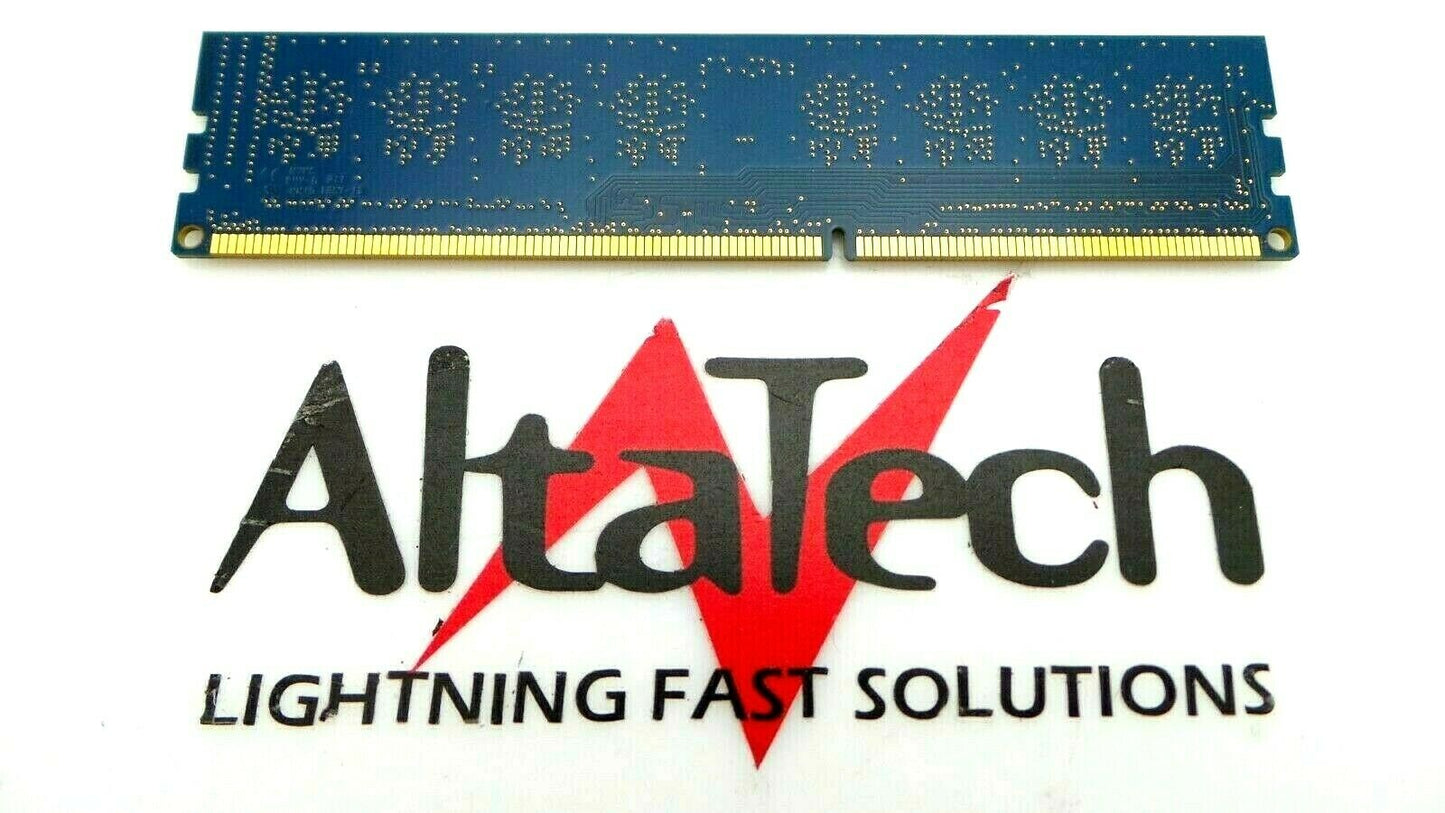 AltaTech
LIGHTNING FAST SOLUTIONS